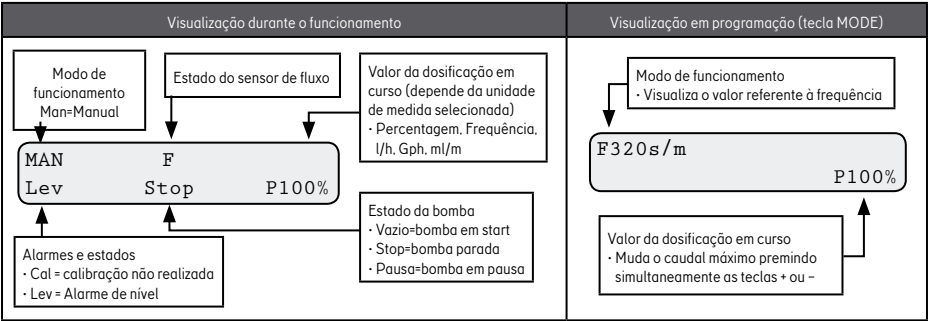 Visualização durante o funcionamento
Modo de
funcionamento
Man=Manual
Estado do sensor de fluxo
Valor da dosificação em
curso (depende da unidade
de medida selecionada)
• Percentagem, Frequência,
l/h, Gph, ml/m
MAN F
Lev Stop P100%
Alarmes e estados
• Cal = calibração não realizada
• Lev = Alarme de nível
Estado da bomba
• Vazio=bomba em start
• Stop=bomba parada
• Pausa=bomba em pausa
Visualização em programação (tecla MODE)
Modo de funcionamento
• Visualiza o valor referente à frequência
F320s/m
P100%
Valor da dosificação em curso
• Muda o caudal máximo premindo
simultaneamente as teclas + ou –